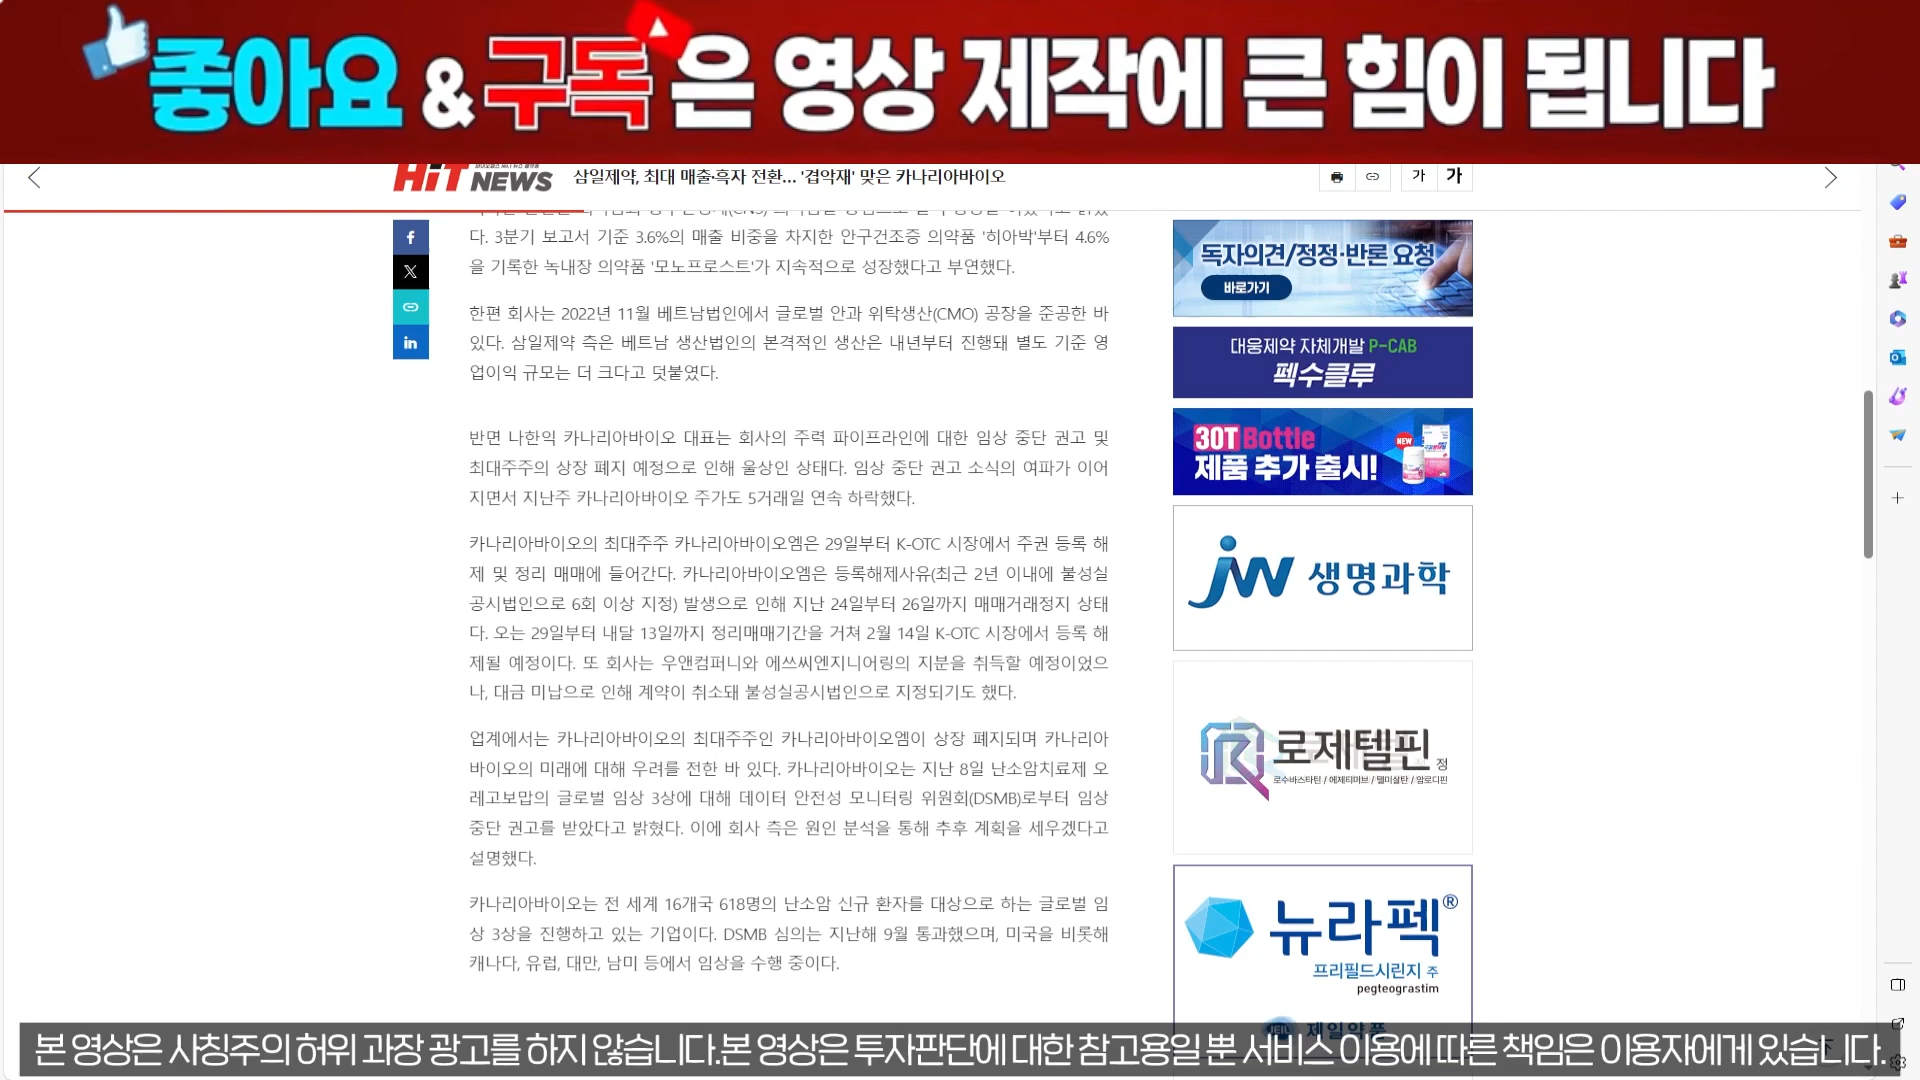 좋아요 & 구독 은 영상 제작에 큰 힘이 됩니다
HiT NEWS
삼일제약, 최대 매출·흑자 전환... '겹악재' 맞은 카나리아바이오
가 가
다. 3분기 보고서 기준 3.6%의 매출 비중을 차지한 안구건조증 의약품 '히아박'부터 4.6%
을 기록한 녹내장 의약품 '모노프로스트'가 지속적으로 성장했다고 부연했다.
한편 회사는 2022년 11월 베트남법인에서 글로벌 안과 위탁생산(CMO) 공장을 준공한 바
있다. 삼일제약 측은 베트남 생산법인의 본격적인 생산은 내년부터 진행돼 별도 기준 영
업이익 규모는 더 크다고 덧붙였다.
반면 나한익 카나리아바이오 대표는 회사의 주력 파이프라인에 대한 임상 중단 권고 및
최대주주의 상장 폐지 예정으로 인해 울상인 상태다. 임상 중단 권고 소식의 여파가 이어
지면서 지난주 카나리아바이오 주가도 5거래일 연속 하락했다.
카나리아바이오의 최대주주 카나리아바이오엠은 29일부터 K-OTC 시장에서 주권 등록 해
제 및 정리 매매에 들어간다. 카나리아바이오엠은 등록해제사유(최근 2년 이내에 불성실
공시법인으로 6회 이상 지정) 발생으로 인해 지난 24일부터 26일까지 매매거래정지 상태
다. 오는 29일부터 내달 13일까지 정리매매기간을 거쳐 2월 14일 K-OTC 시장에서 등록 해
제될 예정이다. 또 회사는 우앤컴퍼니와 에쓰씨엔지니어링의 지분을 취득할 예정이었으
나, 대금 미납으로 인해 계약이 취소돼 불성실공시법인으로 지정되기도 했다.
업계에서는 카나리아바이오의 최대주주인 카나리아바이오엠이 상장 폐지되며 카나리아
바이오의 미래에 대해 우려를 전한 바 있다. 카나리아바이오는 지난 8일 난소암치료제 오
레고보맙의 글로벌 임상 3상에 대해 데이터 안전성 모니터링 위원회(DSMB)로부터 임상
중단 권고를 받았다고 밝혔다. 이에 회사 측은 원인 분석을 통해 추후 계획을 세우겠다고
설명했다.
카나리아바이오는 전 세계 16개국 618명의 난소암 신규 환자를 대상으로 하는 글로벌 임
상 3상을 진행하고 있는 기업이다. DSMB 심의는 지난해 9월 통과했으며, 미국을 비롯해
캐나다, 유럽, 대만, 남미 등에서 임상을 수행 중이다.
독자의견/정정·반론 요청
바로가기
대웅제약 자체개발 P-CAB
펙수클루
30T Bottle
NEW
제품 추가 출시!
jw 생명과학
로제텔핀 정
로수바스타틴 / 에제티미브 / 텔미살탄 / 암로디핀
뉴라펙®
프리필드시린지 주
pegteograstim
제일약품
본 영상은 사칭주의 허위 과장 광고를 하지 않습니다.본 영상은 투자판단에 대한 참고용일 뿐 서비스 이용에 따른 책임은 이용자에게 있습니다.